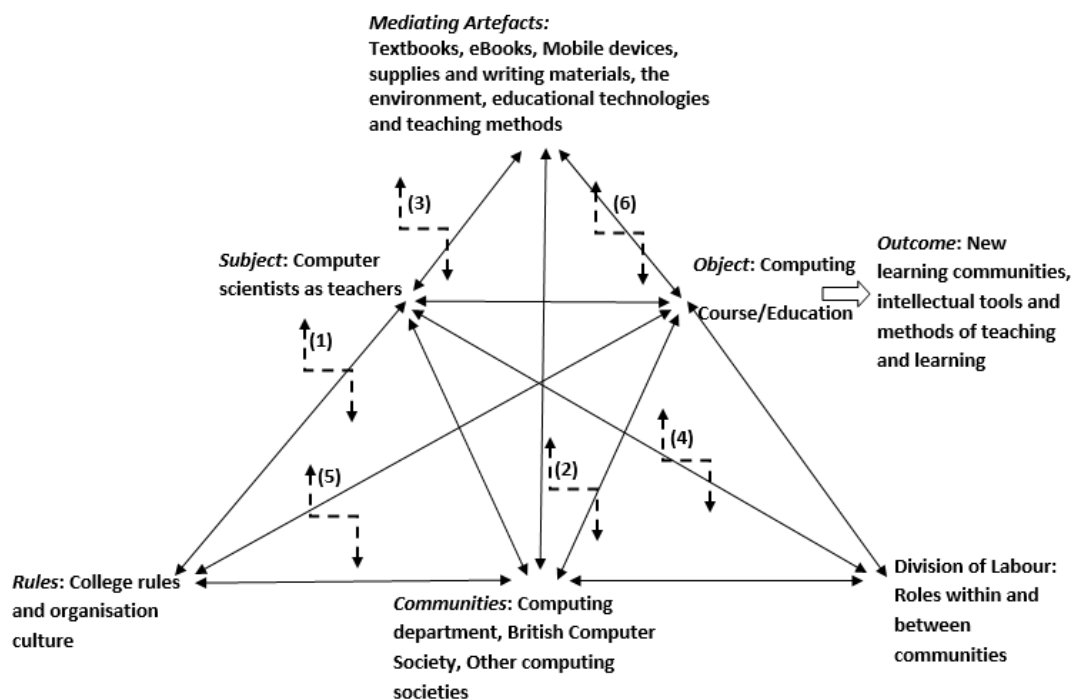 Mediating Artefacts:
Textbooks, eBooks, Mobile devices,
supplies and writing materials, the
environment, educational technologies
and teaching methods
(3)
(6)
Subject: Computer
scientists as teachers
Object: Computing
Course/Education
Outcome: New
learning communities,
intellectual tools and
methods of teaching
and learning
(1)
(4)
(5)
(2)
Rules: College rules
and organisation
culture
Communities: Computing
department, British Computer
Society, Other computing
societies
Division of Labour:
Roles within and
between
communities